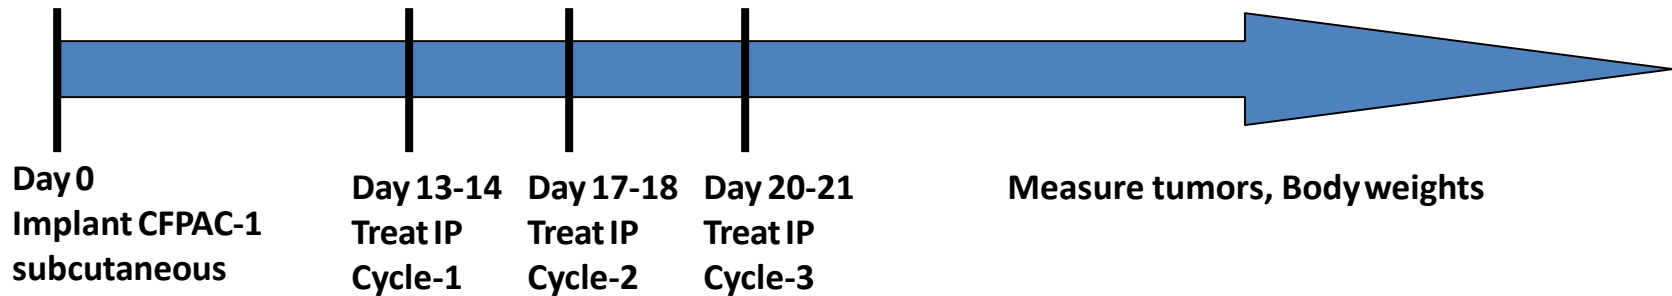 Day 0
Implant CFPAC-1
subcutaneous
Day 13-14
Treat IP
Cycle-1
Day 17-18
Treat IP
Cycle-2
Day 20-21
Treat IP
Cycle-3
Measure tumors, Body weights